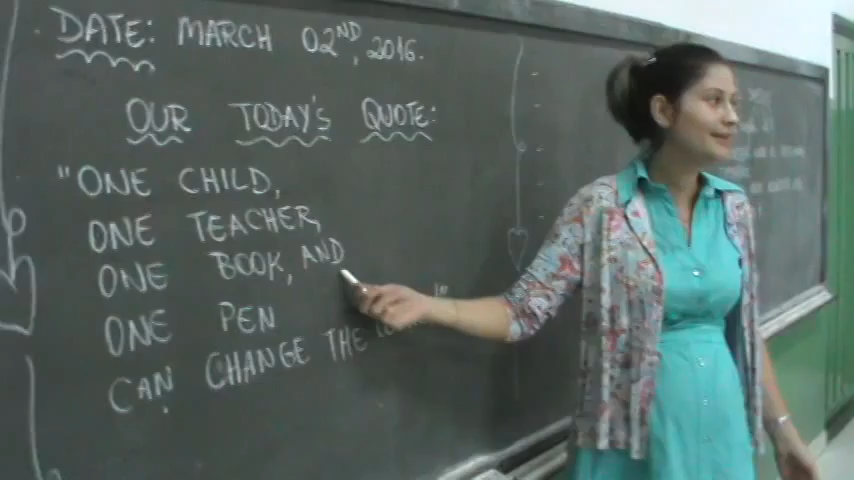 DATE: MARCH 02ND, 2016.
OUR TODAY'S QUOTE:
"ONE CHILD,
ONE TEACHER,
ONE BOOK, AND
ONE PEN
CAN CHANGE THE